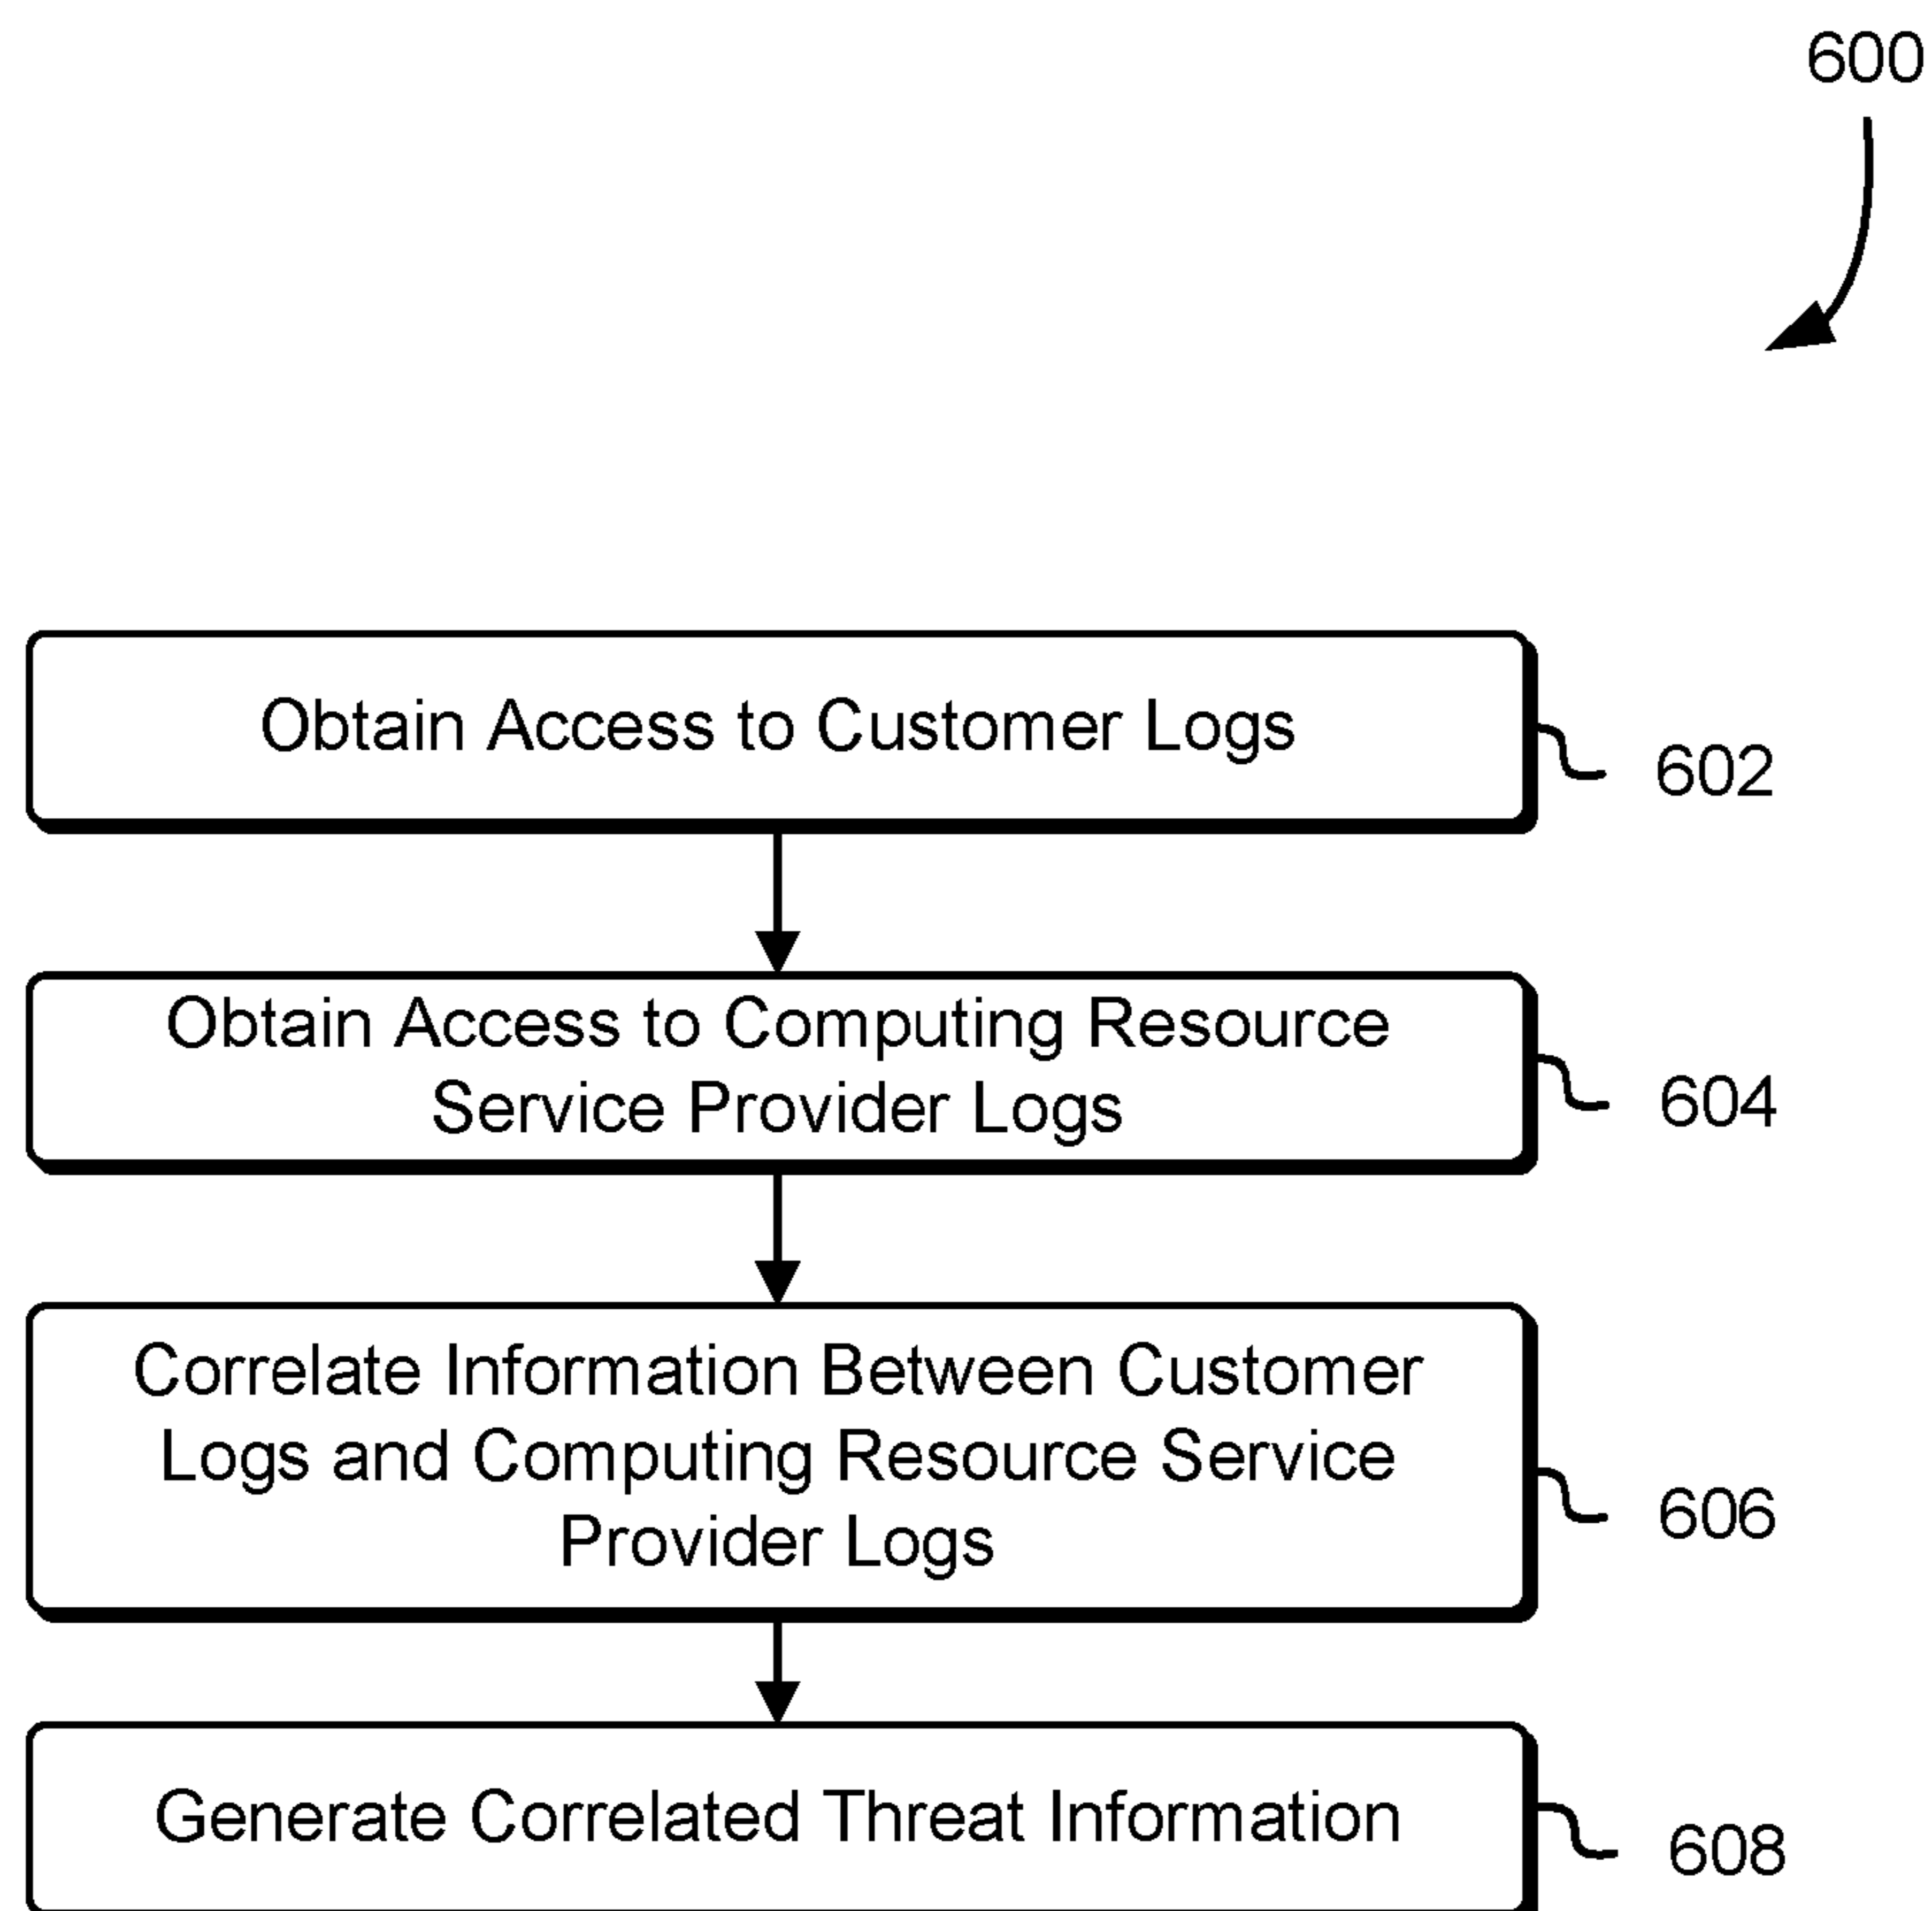 600
Obtain Access to Customer Logs
602
Obtain Access to Computing Resource
Service Provider Logs
604
Correlate Information Between Customer
Logs and Computing Resource Service
Provider Logs
606
Generate Correlated Threat Information
608